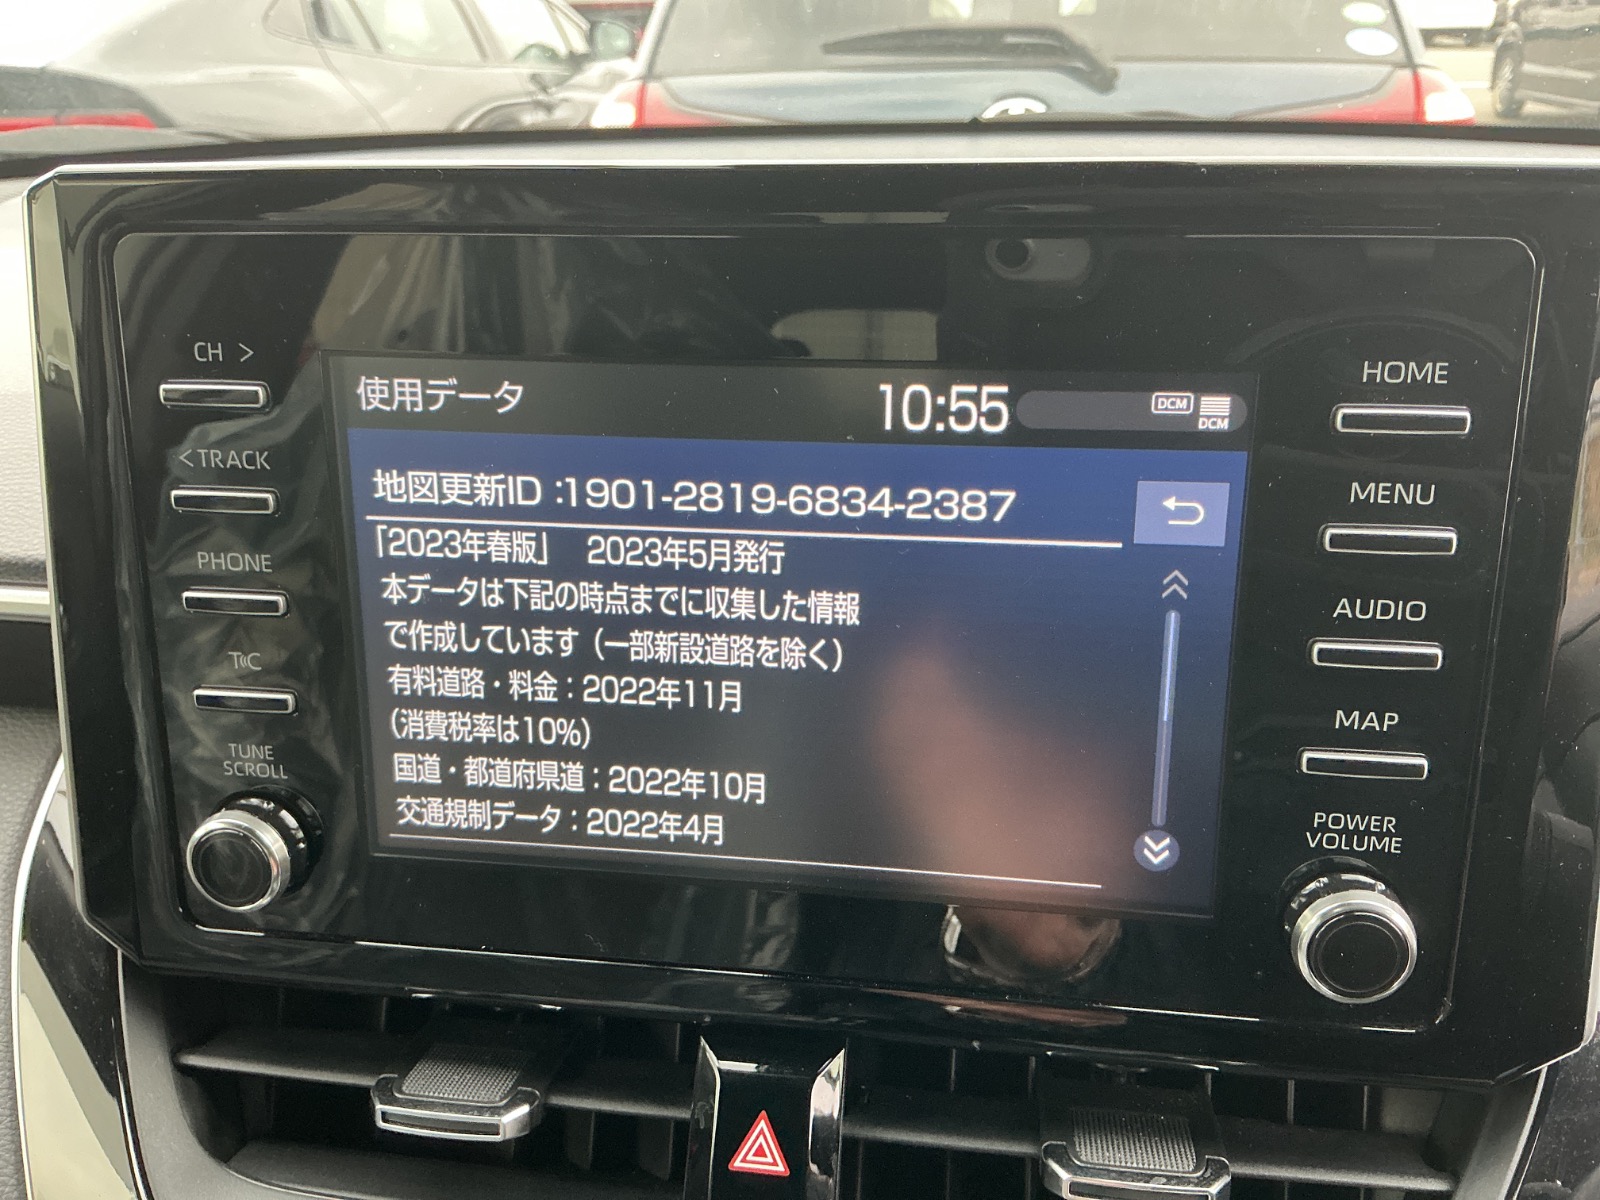 CH >
<TRACK
PHONE
T C
TUNE
SCROLL
使用データ
10:55
DCM
DCM
地図更新ID :1901-2819-6834-2387
「2023年春版」 2023年5月発行
本データは下記の時点までに収集した情報
で作成しています（一部新設道路を除く）
有料道路・料金：2022年11月
(消費税率は10%)
国道・都道府県道：2022年10月
交通規制データ：2022年4月
HOME
MENU
AUDIO
MAP
POWER
VOLUME